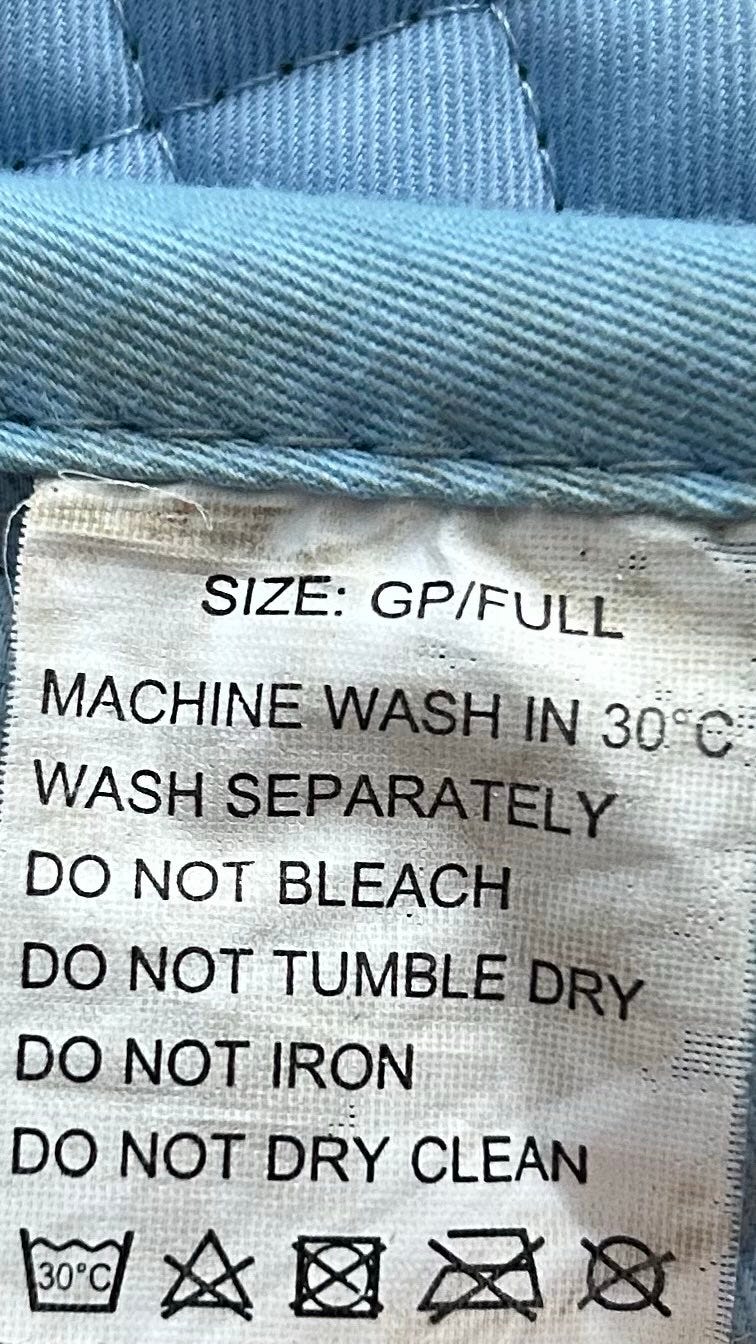 SIZE: GP/FULL
MACHINE WASH IN 30°C
WASH SEPARATELY
DO NOT BLEACH
DO NOT TUMBLE DRY
DO NOT IRON
DO NOT DRY CLEAN
30°C